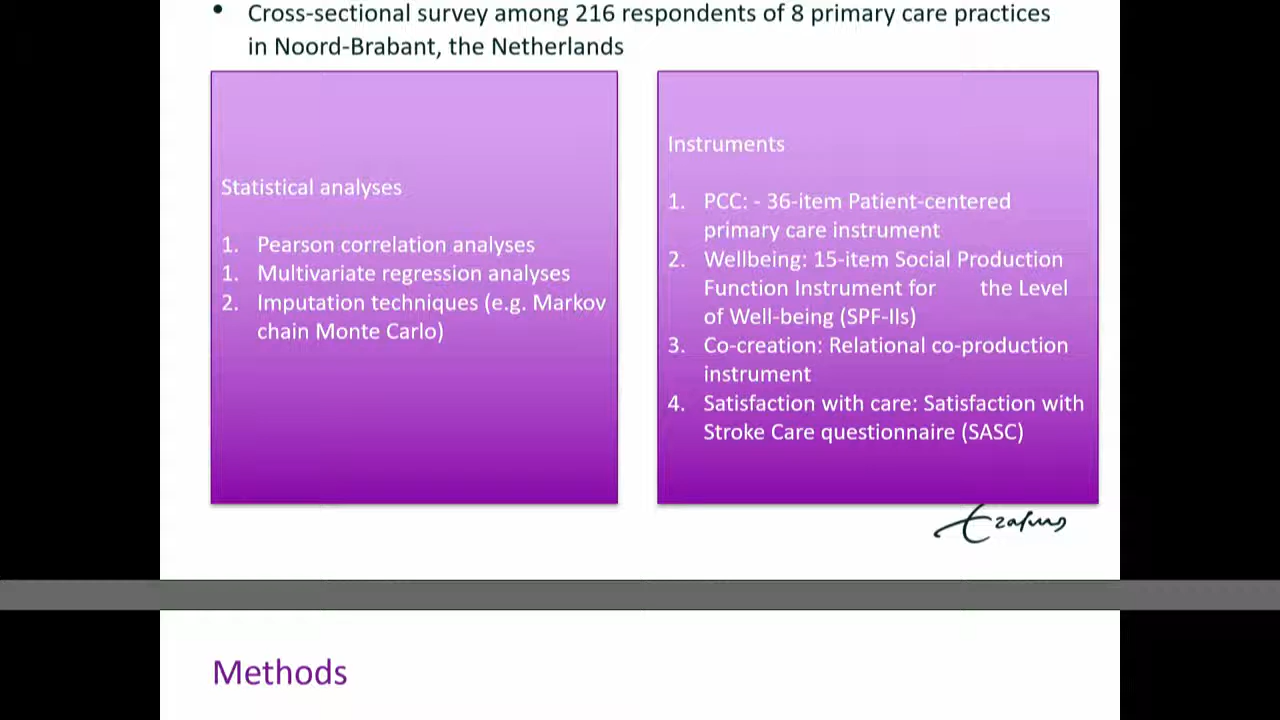 • Cross-sectional survey among 216 respondents of 8 primary care practices
in Noord-Brabant, the Netherlands
Statistical analyses
1. Pearson correlation analyses
1. Multivariate regression analyses
2. Imputation techniques (e.g. Markov
chain Monte Carlo)
Instruments
1. PCC: - 36-item Patient-centered
primary care instrument
2. Wellbeing: 15-item Social Production
Function Instrument for the Level
of Well-being (SPF-Ils)
3. Co-creation: Relational co-production
instrument
4. Satisfaction with care: Satisfaction with
Stroke Care questionnaire (SASC)
Erasmus
Methods